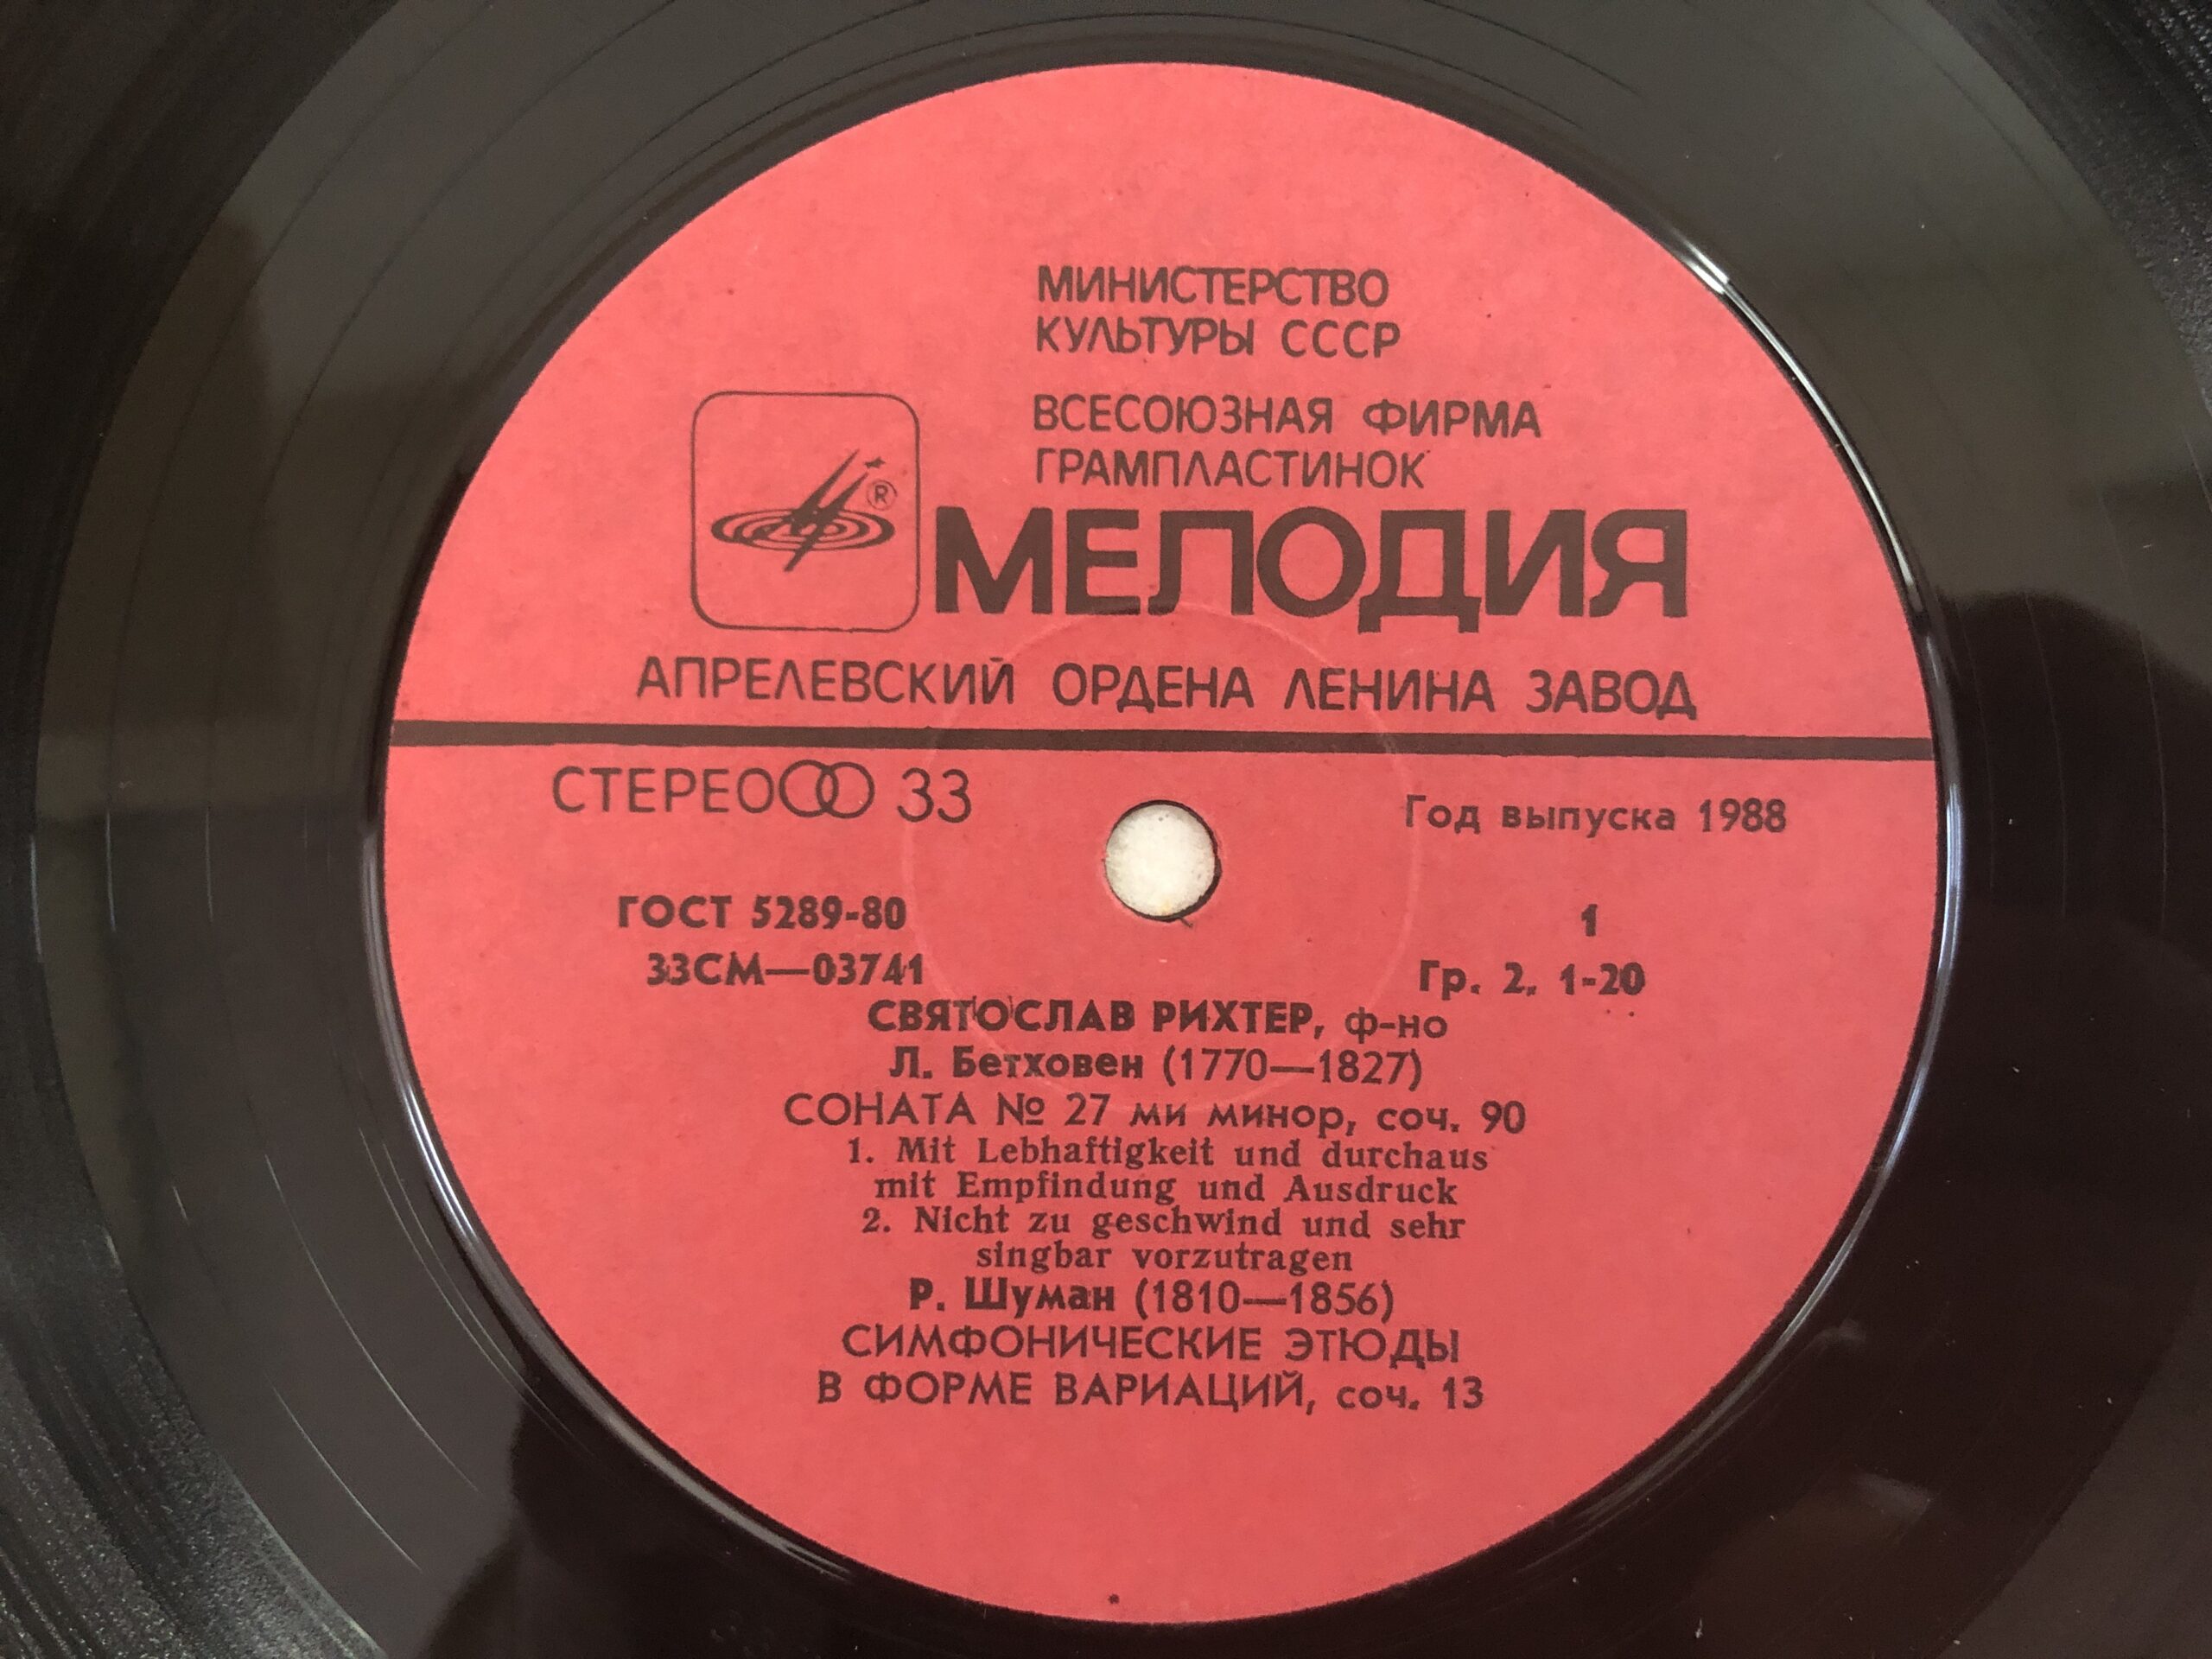 МИНИСТЕРСТВО
КУЛЬТУРЫ СССР
ВСЕСОЮЗНАЯ ФИРМА
ГРАМПЛАСТИНОК
®
МЕЛОДИЯ
АПРЕЛЕВСКИЙ ОРДЕНА ЛЕНИНА ЗАВОД
СТЕРЕО 33
Год выпуска 1988
ГОСТ 5289-80
1
33СМ—03741
Гр. 2. 1-20
СВЯТОСЛАВ РИХТЕР, ф-но
Л. Бетховен (1770—1827)
СОНАТА № 27 ми минор, соч. 90
1. Mit Lebhaftigkeit und durchaus
mit Empfindung und Ausdruck
2. Nicht zu geschwind und sehr
singbar vorzutragen
Р. Шуман (1810—1856)
СИМФОНИЧЕСКИЕ ЭТЮДЫ
В ФОРМЕ ВАРИАЦИЙ, соч. 13